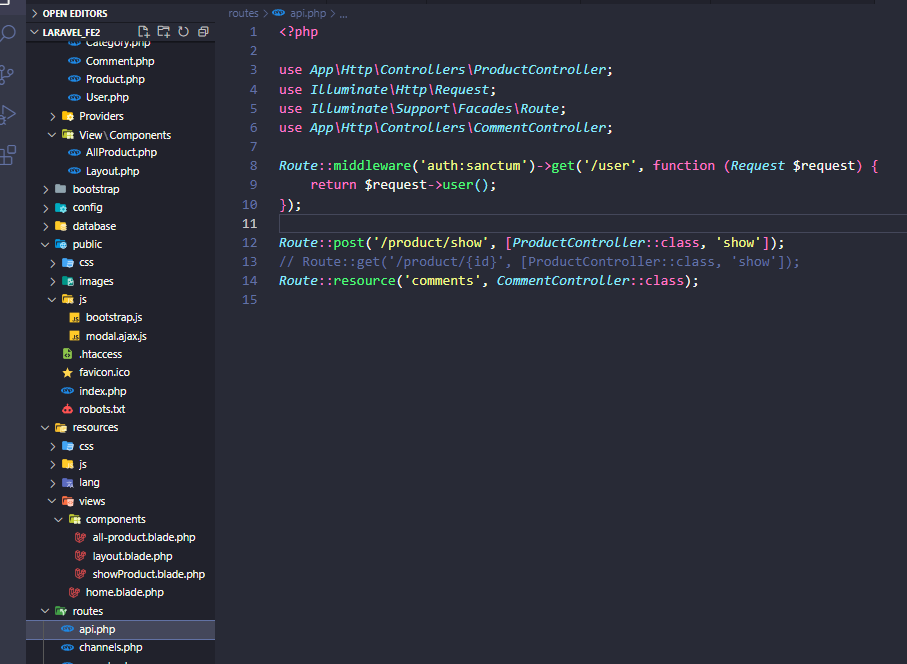 OPEN EDITORS
LARAVEL_FE2
Category.php
Comment.php
Product.php
User.php
Providers
View\Components
AllProduct.php
Layout.php
bootstrap
config
database
public
css
images
js
bootstrap.js
modal.ajax.js
.htaccess
favicon.ico
index.php
robots.txt
resources
css
js
lang
views
components
all-product.blade.php
layout.blade.php
showProduct.blade.php
home.blade.php
routes
api.php
channels.php
routes > api.php > ...
1 <?php
2
3 use App\Http\Controllers\ProductController;
4 use Illuminate\Http\Request;
5 use Illuminate\Support\Facades\Route;
6 use App\Http\Controllers\CommentController;
7
8 Route::middleware('auth:sanctum')->get('/user', function (Request $request) {
9 return $request->user();
10 });
11
12 Route::post('/product/show', [ProductController::class, 'show']);
13 // Route::get('/product/{id}', [ProductController::class, 'show']);
14 Route::resource('comments', CommentController::class);
15